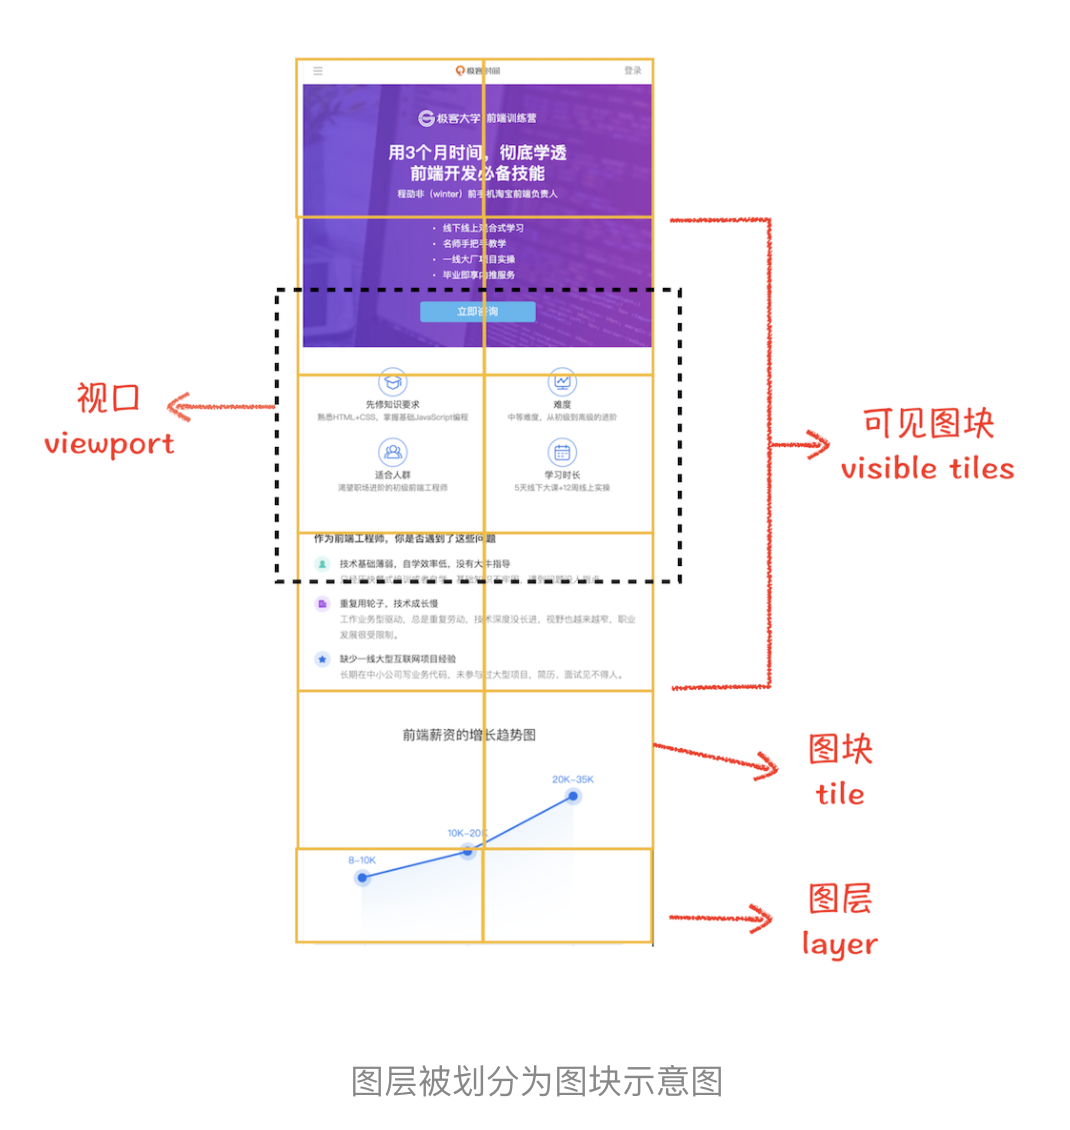 极客时间
登录
极客大学 前端训练营
用3个月时间，彻底学透
前端开发必备技能
程劭非（winter）前手机淘宝前端负责人
• 线下线上混合式学习
• 名师手把手教学
• 一线大厂项目实操
• 毕业即享内推服务
立即咨询
视口
viewport
先修知识要求
熟悉HTML+CSS，掌握基础JavaScript编程
难度
中等难度，从初级到高级的进阶
适合人群
渴望职场进阶的初级前端工程师
学习时长
5天线下大课+12周线上实操
可见图块
visible tiles
作为前端工程师，你是否遇到了这些问题
技术基础薄弱，自学效率低，没有大牛指导
重复用轮子，技术成长慢
工作业务型驱动，总是重复劳动，技术深度没长进，视野也越来越窄，职业
发展很受限制。
缺少一线大型互联网项目经验
长期在中小公司写业务代码，未参与过大型项目，简历、面试见不得人。
前端薪资的增长趋势图
20K-35K
10K-20K
8-10K
图块
tile
图层
layer
图层被划分为图块示意图